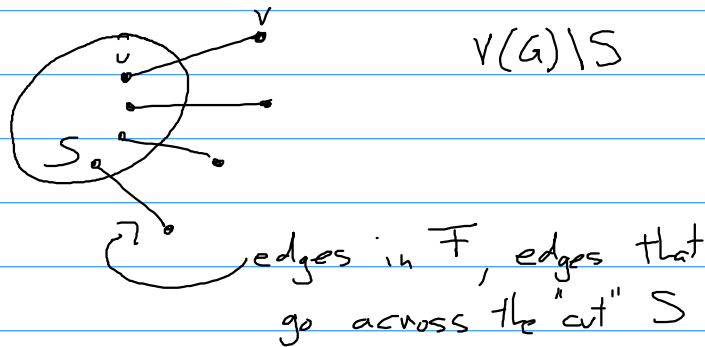 v
u
V(G)\S
S
edges in F, edges that
go across the "cut" S